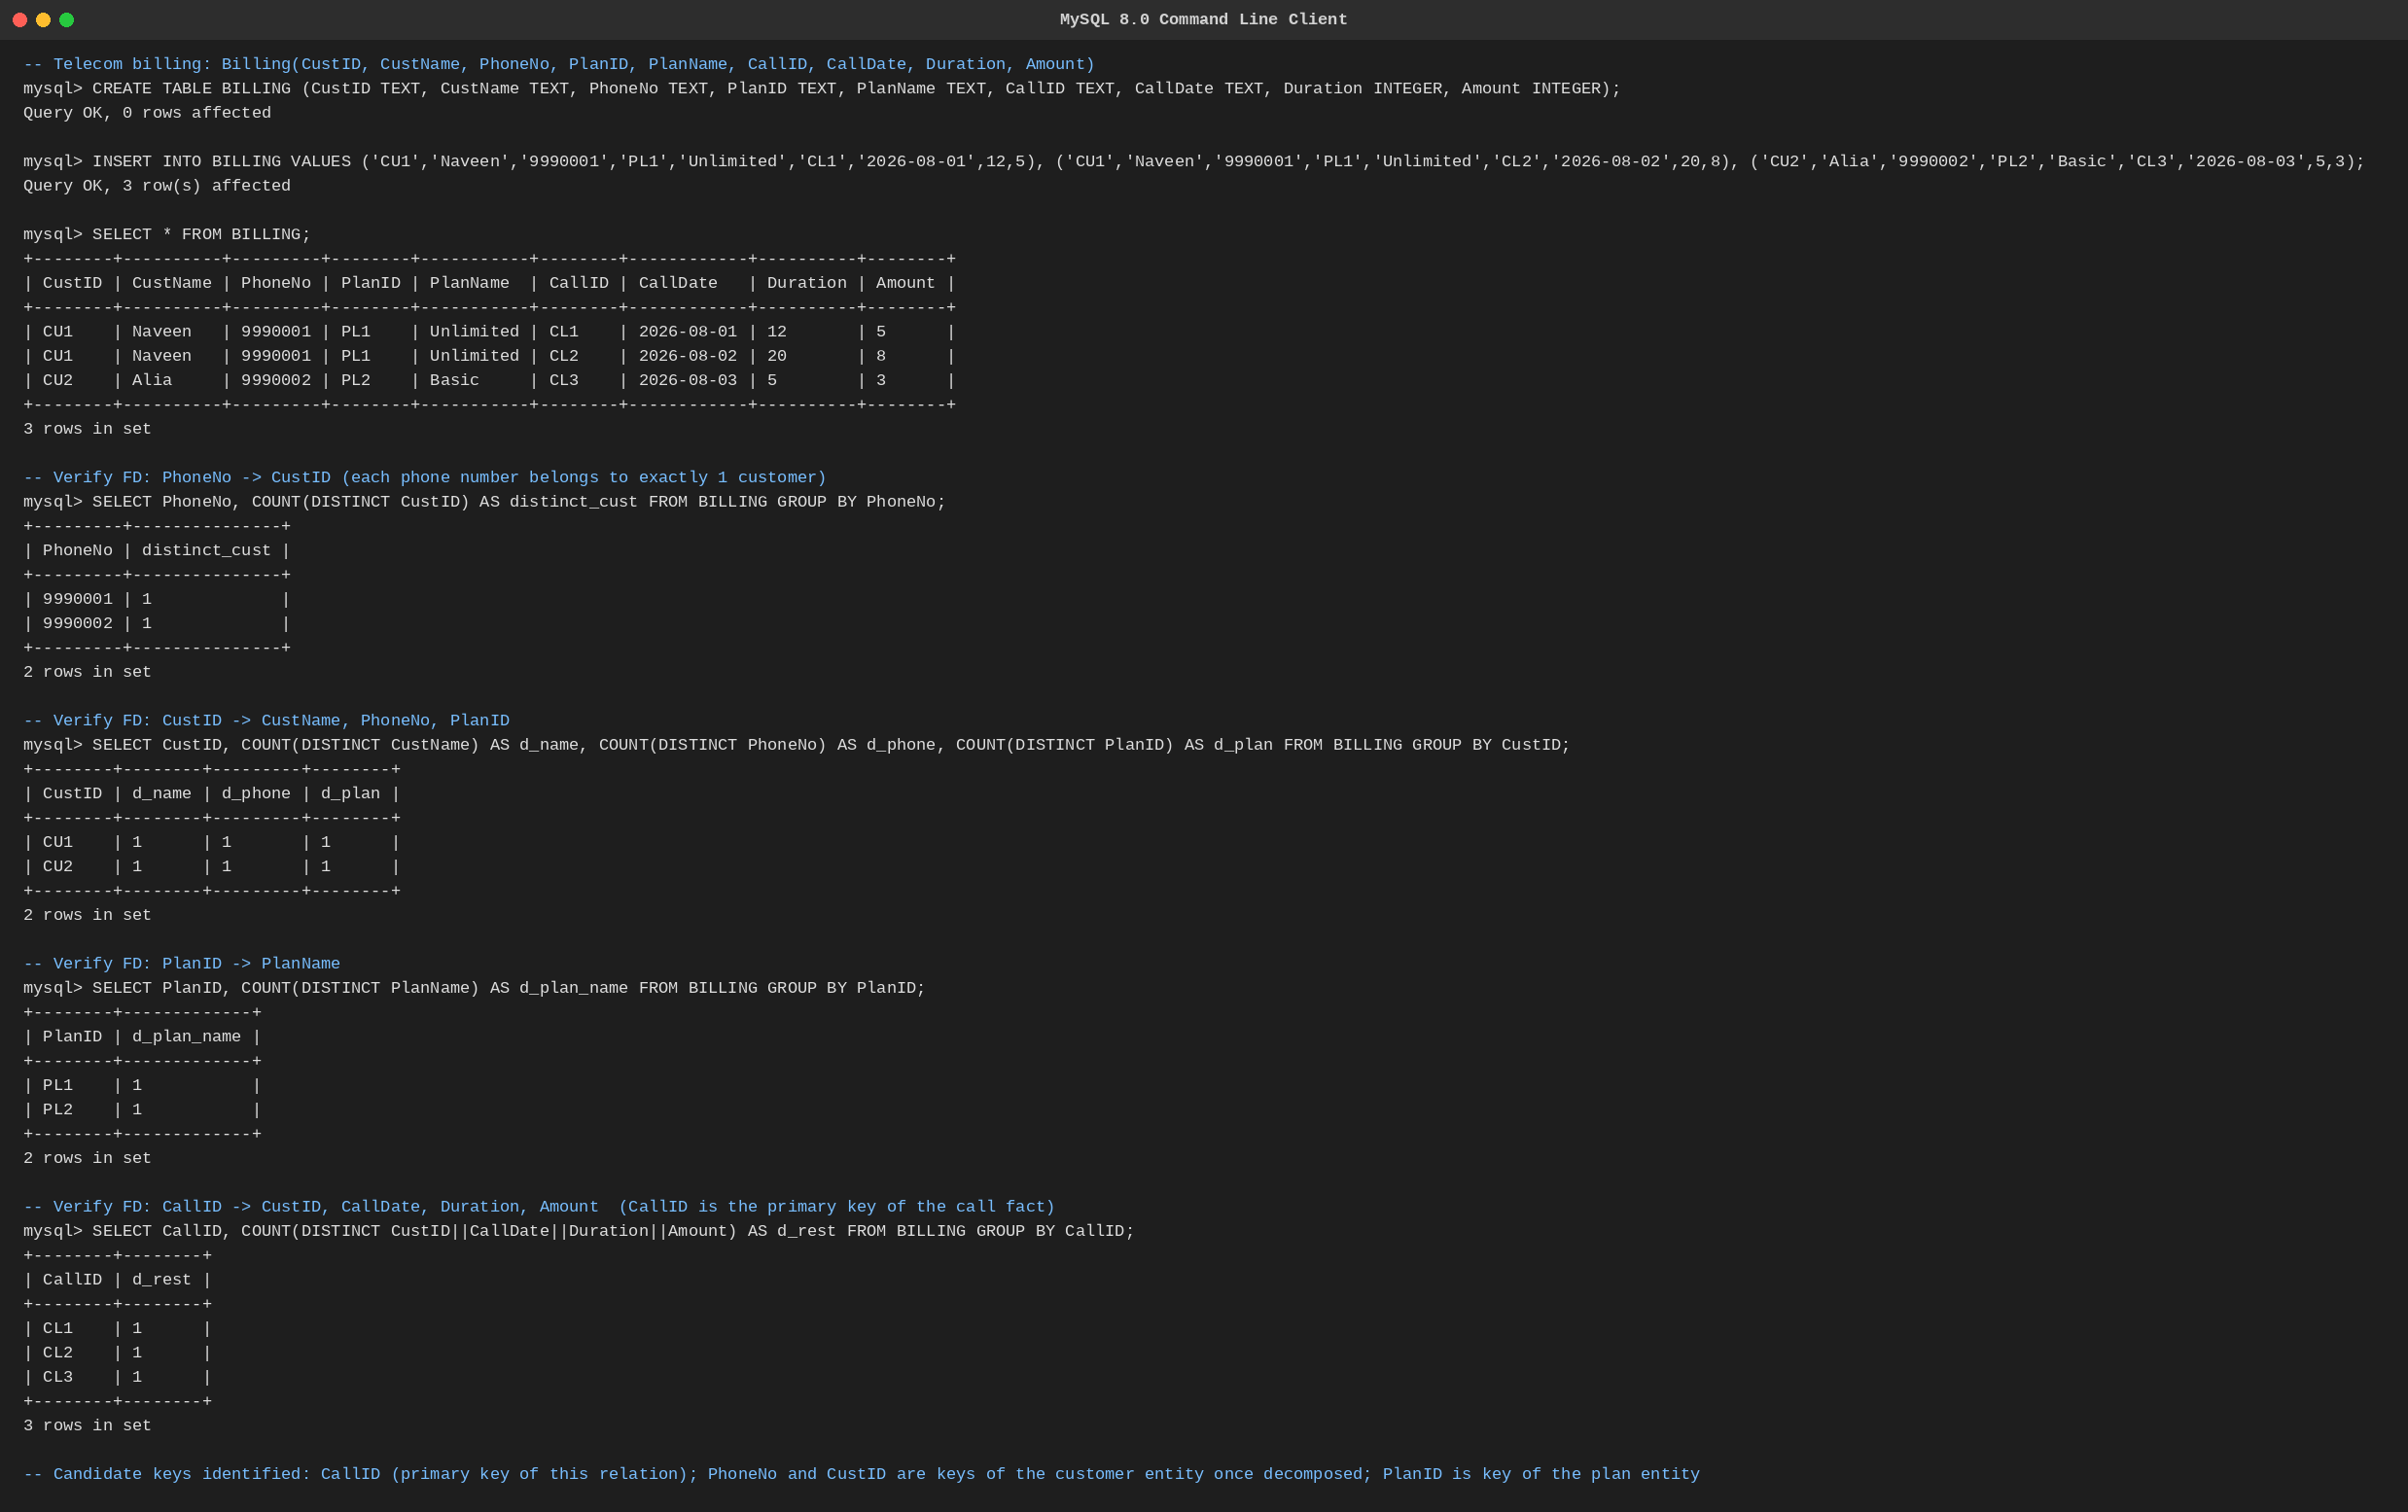 MySQL 8.0 Command Line Client
-- Telecom billing: Billing(CustID, CustName, PhoneNo, PlanID, PlanName, CallID, CallDate, Duration, Amount)
mysql> CREATE TABLE BILLING (CustID TEXT, CustName TEXT, PhoneNo TEXT, PlanID TEXT, PlanName TEXT, CallID TEXT, CallDate TEXT, Duration INTEGER, Amount INTEGER);
Query OK, 0 rows affected
mysql> INSERT INTO BILLING VALUES ('CU1','Naveen','9990001','PL1','Unlimited','CL1','2026-08-01',12,5), ('CU1','Naveen','9990001','PL1','Unlimited','CL2','2026-08-02',20,8), ('CU2','Alia','9990002','PL2','Basic','CL3','2026-08-03',5,3);
Query OK, 3 row(s) affected
mysql> SELECT * FROM BILLING;
+--------+----------+---------+--------+-----------+--------+------------+----------+--------+
| CustID | CustName | PhoneNo | PlanID | PlanName  | CallID | CallDate   | Duration | Amount |
+--------+----------+---------+--------+-----------+--------+------------+----------+--------+
| CU1    | Naveen   | 9990001 | PL1    | Unlimited | CL1    | 2026-08-01 | 12       | 5      |
| CU1    | Naveen   | 9990001 | PL1    | Unlimited | CL2    | 2026-08-02 | 20       | 8      |
| CU2    | Alia     | 9990002 | PL2    | Basic     | CL3    | 2026-08-03 | 5        | 3      |
+--------+----------+---------+--------+-----------+--------+------------+----------+--------+
3 rows in set
-- Verify FD: PhoneNo -> CustID (each phone number belongs to exactly 1 customer)
mysql> SELECT PhoneNo, COUNT(DISTINCT CustID) AS distinct_cust FROM BILLING GROUP BY PhoneNo;
+---------+---------------+
| PhoneNo | distinct_cust |
+---------+---------------+
| 9990001 | 1             |
| 9990002 | 1             |
+---------+---------------+
2 rows in set
-- Verify FD: CustID -> CustName, PhoneNo, PlanID
mysql> SELECT CustID, COUNT(DISTINCT CustName) AS d_name, COUNT(DISTINCT PhoneNo) AS d_phone, COUNT(DISTINCT PlanID) AS d_plan FROM BILLING GROUP BY CustID;
+--------+--------+---------+--------+
| CustID | d_name | d_phone | d_plan |
+--------+--------+---------+--------+
| CU1    | 1      | 1       | 1      |
| CU2    | 1      | 1       | 1      |
+--------+--------+---------+--------+
2 rows in set
-- Verify FD: PlanID -> PlanName
mysql> SELECT PlanID, COUNT(DISTINCT PlanName) AS d_plan_name FROM BILLING GROUP BY PlanID;
+--------+-------------+
| PlanID | d_plan_name |
+--------+-------------+
| PL1    | 1           |
| PL2    | 1           |
+--------+-------------+
2 rows in set
-- Verify FD: CallID -> CustID, CallDate, Duration, Amount  (CallID is the primary key of the call fact)
mysql> SELECT CallID, COUNT(DISTINCT CustID||CallDate||Duration||Amount) AS d_rest FROM BILLING GROUP BY CallID;
+--------+--------+
| CallID | d_rest |
+--------+--------+
| CL1    | 1      |
| CL2    | 1      |
| CL3    | 1      |
+--------+--------+
3 rows in set
-- Candidate keys identified: CallID (primary key of this relation); PhoneNo and CustID are keys of the customer entity once decomposed; PlanID is key of the plan entity